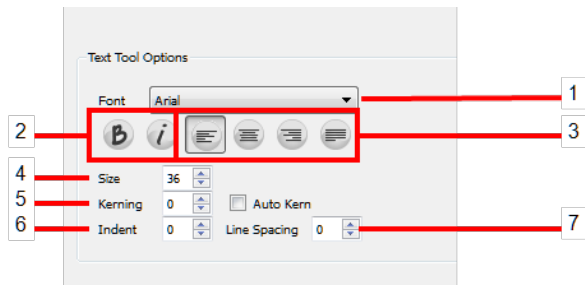 Text Tool Options
Font Arial
1
2
B i
3
4
Size 36
5
Kerning 0 Auto Kern
6
Indent 0 Line Spacing 0
7